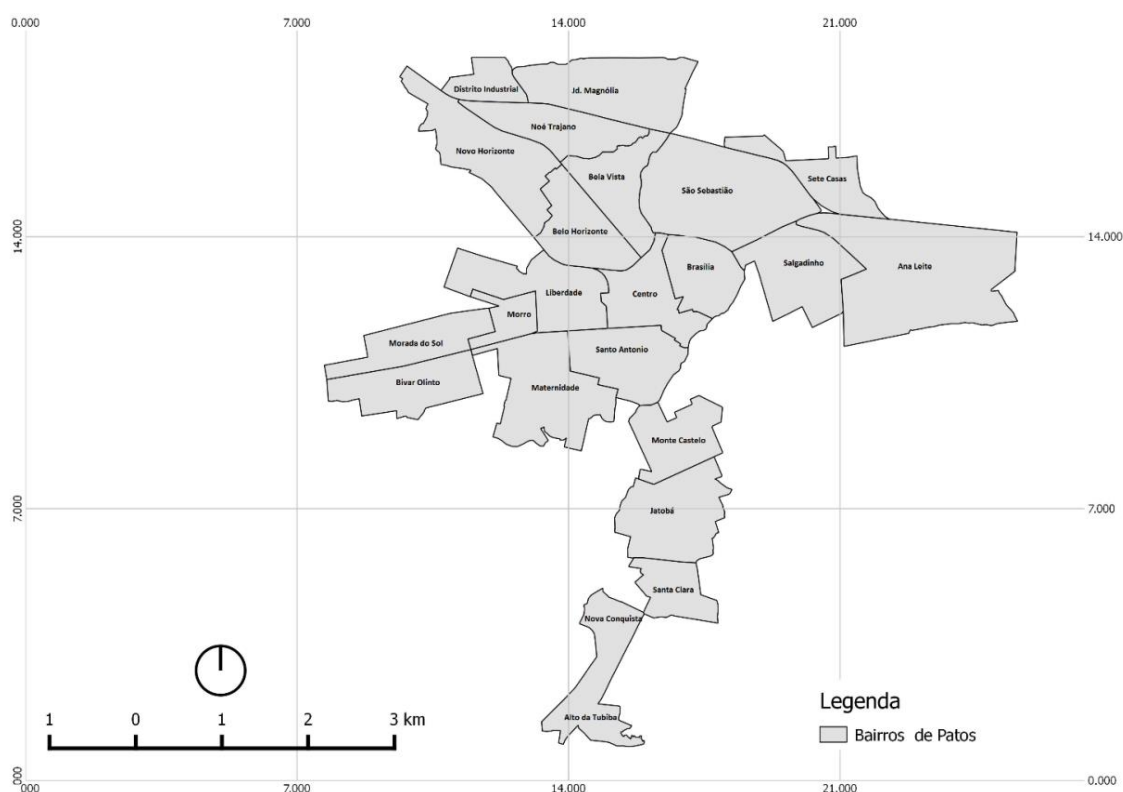 0.000 7.000 14.000 21.000
Distrito Industrial
Jd. Magnólia
Noé Trajano
Novo Horizonte
Bela Vista
São Sebastião
Sete Casas
Belo Horizonte
14.000
14.000
Brasília
Salgadinho
Ana Leite
Liberdade
Centro
Morro
Morada do Sol
Santo Antonio
Bivar Olinto
Maternidade
Monte Castelo
7.000
7.000
Jatobá
Santa Clara
Nova Conquista
Alto da Tubiba
1 0 1 2 3 km
Legenda
Bairros de Patos
.000
000 7.000 14.000 21.000
0.000